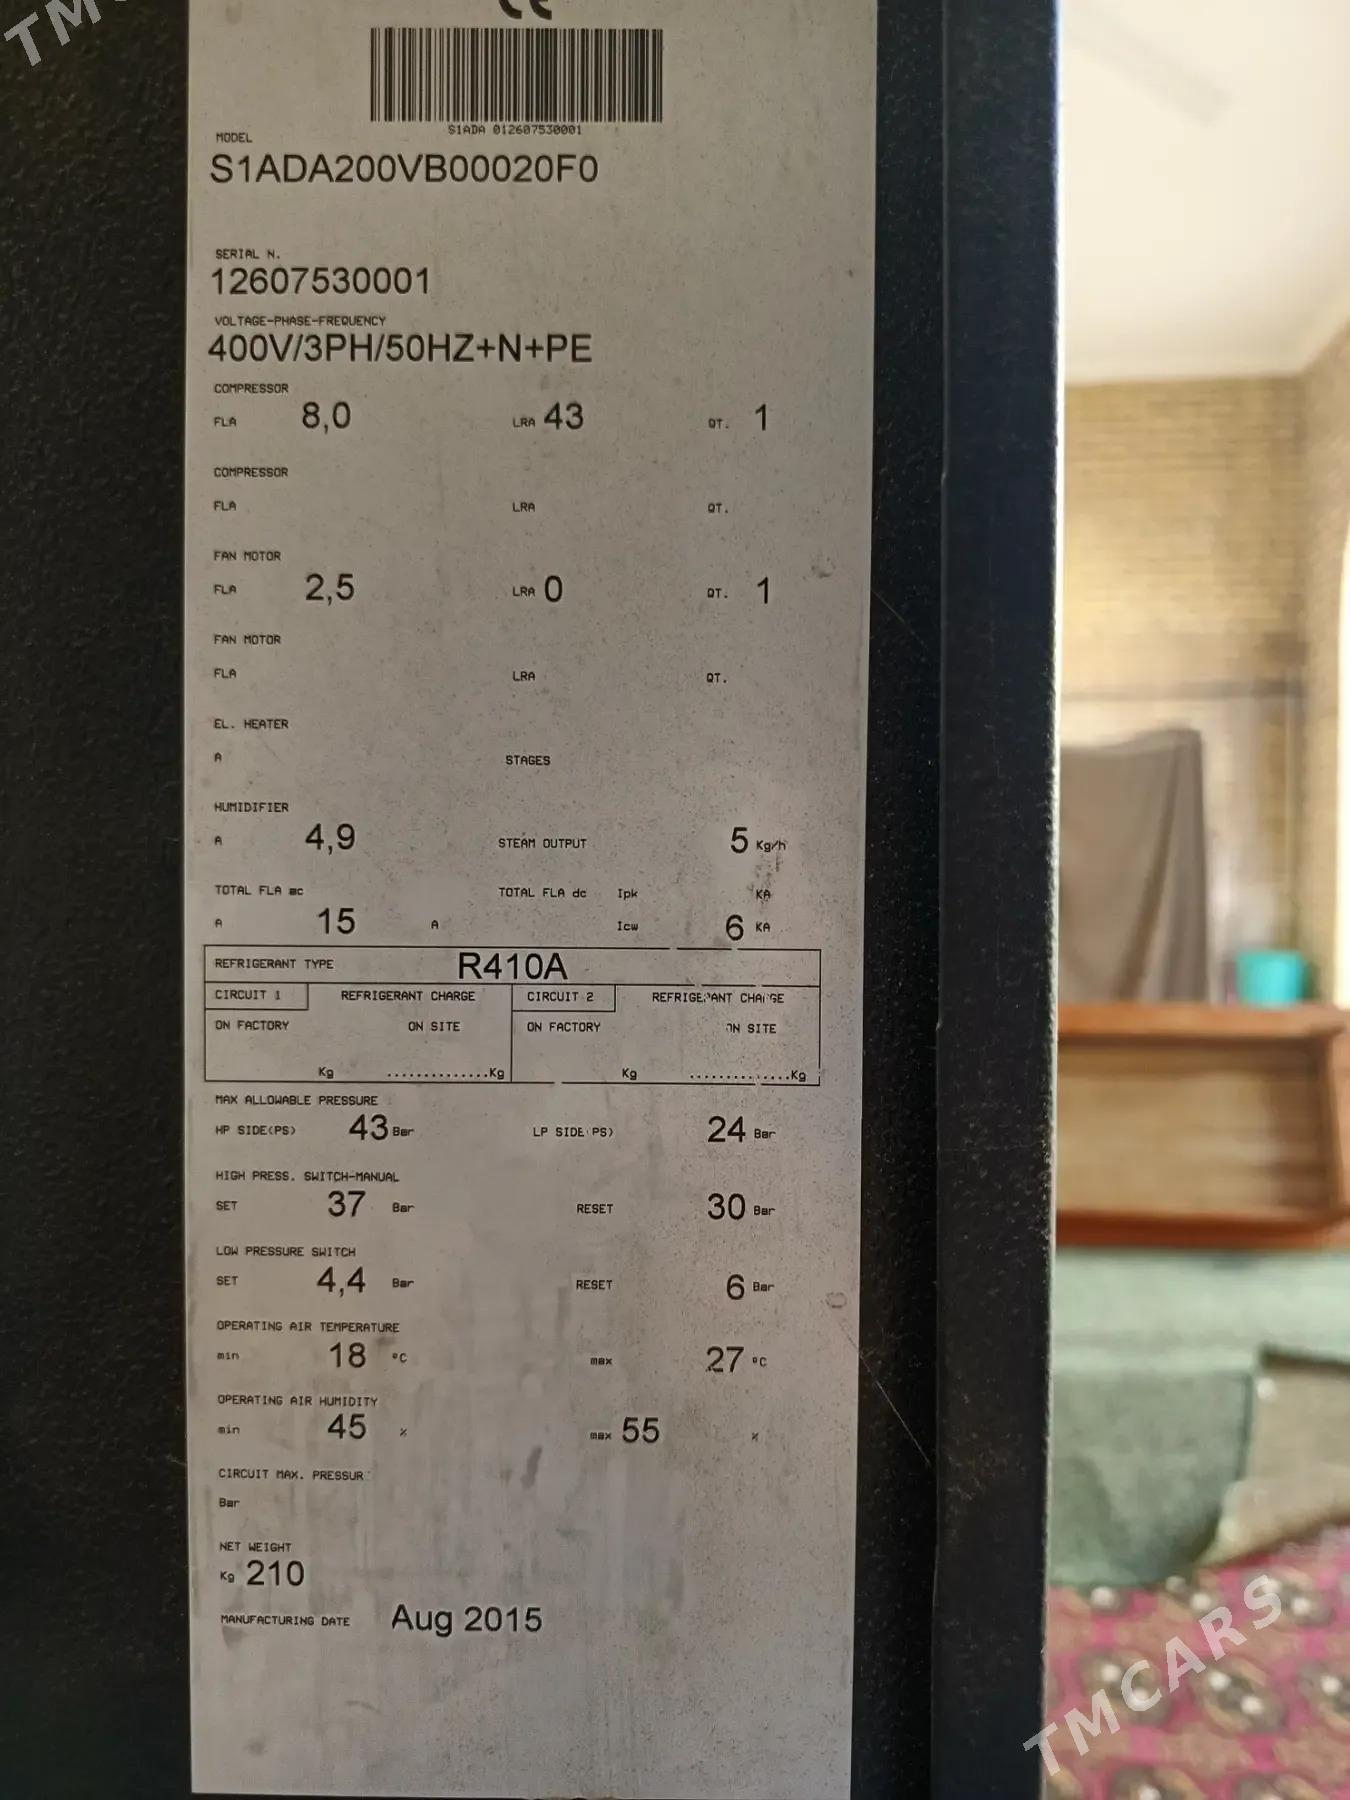 TMCARS
CE
S1ADA 012607530001
MODEL
S1ADA200VB00020F0
SERIAL N.
12607530001
VOLTAGE-PHASE-FREQUENCY
400V/3PH/50HZ+N+PE
COMPRESSOR
FLA 8,0 LRA 43 QT. 1
COMPRESSOR
FLA LRA QT.
FAN MOTOR
FLA 2,5 LRA 0 QT. 1
FAN MOTOR
FLA LRA QT.
EL. HEATER
A STAGES
HUMIDIFIER
A 4,9 STEAM OUTPUT 5 Kg/h
TOTAL FLA ac TOTAL FLA dc Ipk KA
A 15 A Icw 6 KA
REFRIGERANT TYPE R410A
CIRCUIT 1 REFRIGERANT CHARGE CIRCUIT 2 REFRIGERANT CHARGE
ON FACTORY ON SITE ON FACTORY ON SITE
Kg ..............Kg Kg ..............Kg
MAX ALLOWABLE PRESSURE
HP SIDE(PS) 43 Bar LP SIDE(PS) 24 Bar
HIGH PRESS. SWITCH-MANUAL
SET 37 Bar RESET 30 Bar
LOW PRESSURE SWITCH
SET 4,4 Bar RESET 6 Bar
OPERATING AIR TEMPERATURE
min 18 °C max 27 °C
OPERATING AIR HUMIDITY
min 45 % max 55 %
CIRCUIT MAX. PRESSUR
Bar
NET WEIGHT
Kg 210
MANUFACTURING DATE Aug 2015
TMCARS